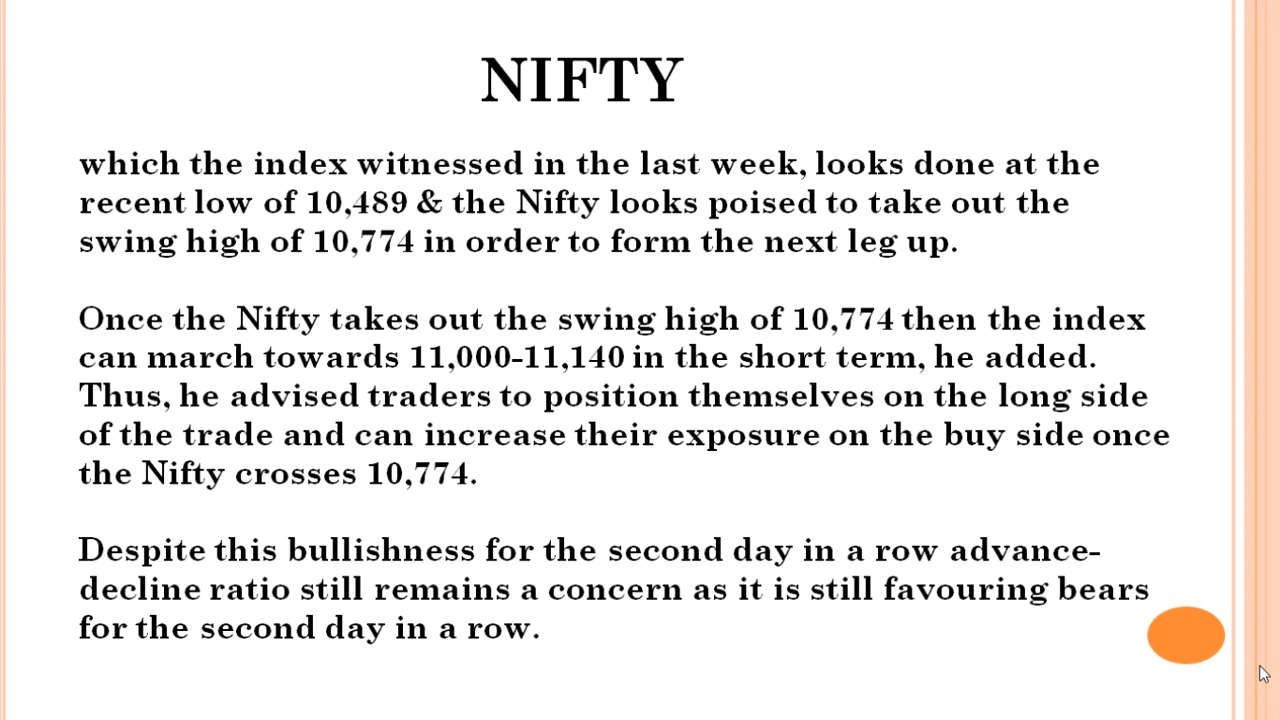 NIFTY
which the index witnessed in the last week, looks done at the
recent low of 10,489 & the Nifty looks poised to take out the
swing high of 10,774 in order to form the next leg up.
Once the Nifty takes out the swing high of 10,774 then the index
can march towards 11,000-11,140 in the short term, he added.
Thus, he advised traders to position themselves on the long side
of the trade and can increase their exposure on the buy side once
the Nifty crosses 10,774.
Despite this bullishness for the second day in a row advance-
decline ratio still remains a concern as it is still favouring bears
for the second day in a row.